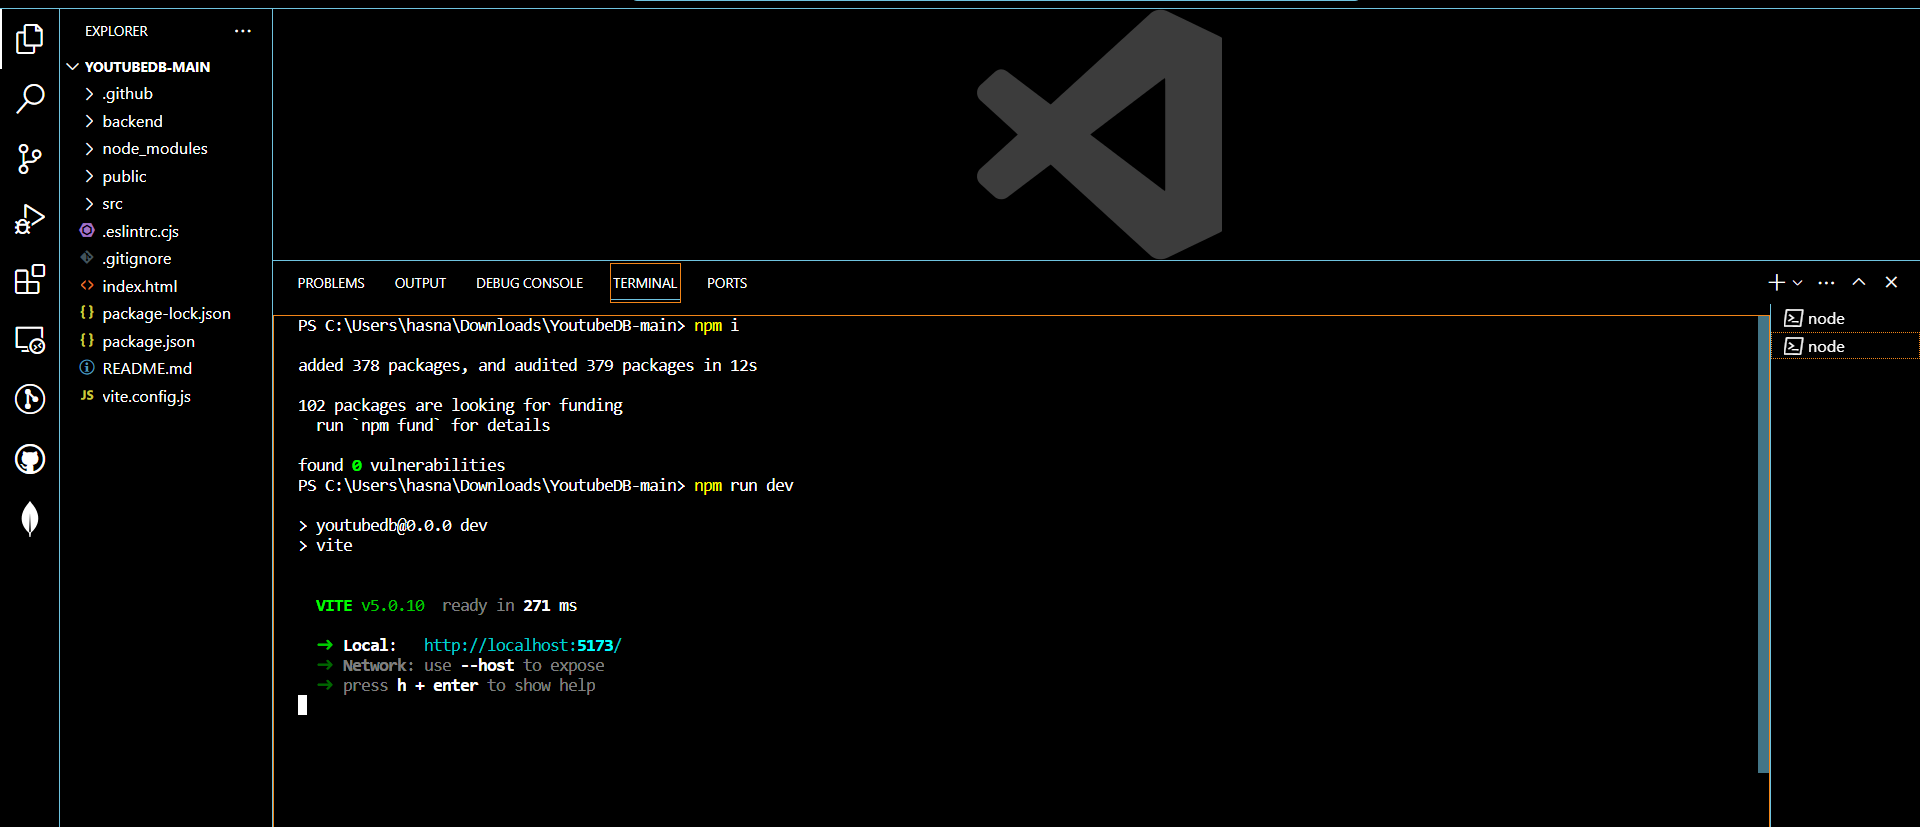 EXPLORER
YOUTUBEDB-MAIN
.github
backend
node_modules
public
src
.eslintrc.cjs
.gitignore
index.html
package-lock.json
package.json
README.md
JS vite.config.js
PROBLEMS OUTPUT DEBUG CONSOLE TERMINAL PORTS
PS C:\Users\hasna\Downloads\YoutubeDB-main> npm i
added 378 packages, and audited 379 packages in 12s
102 packages are looking for funding
run `npm fund` for details
found 0 vulnerabilities
PS C:\Users\hasna\Downloads\YoutubeDB-main> npm run dev
> youtubedb@0.0.0 dev
> vite
VITE v5.0.10 ready in 271 ms
➜ Local: http://localhost:5173/
➜ Network: use --host to expose
➜ press h + enter to show help
node
node